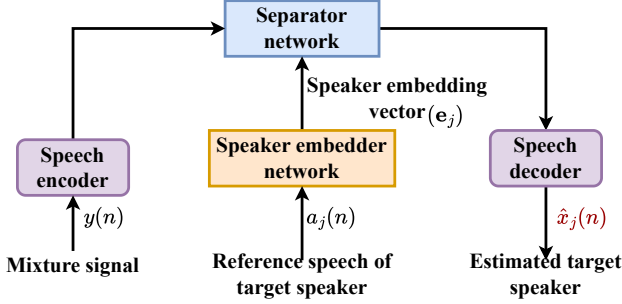 Separator
network
Speaker embedding
vector (e_j)
Speech
encoder
Speaker embedder
network
Speech
decoder
y(n)
a_j(n)
x̂_j(n)
Mixture signal
Reference speech of
target speaker
Estimated target
speaker